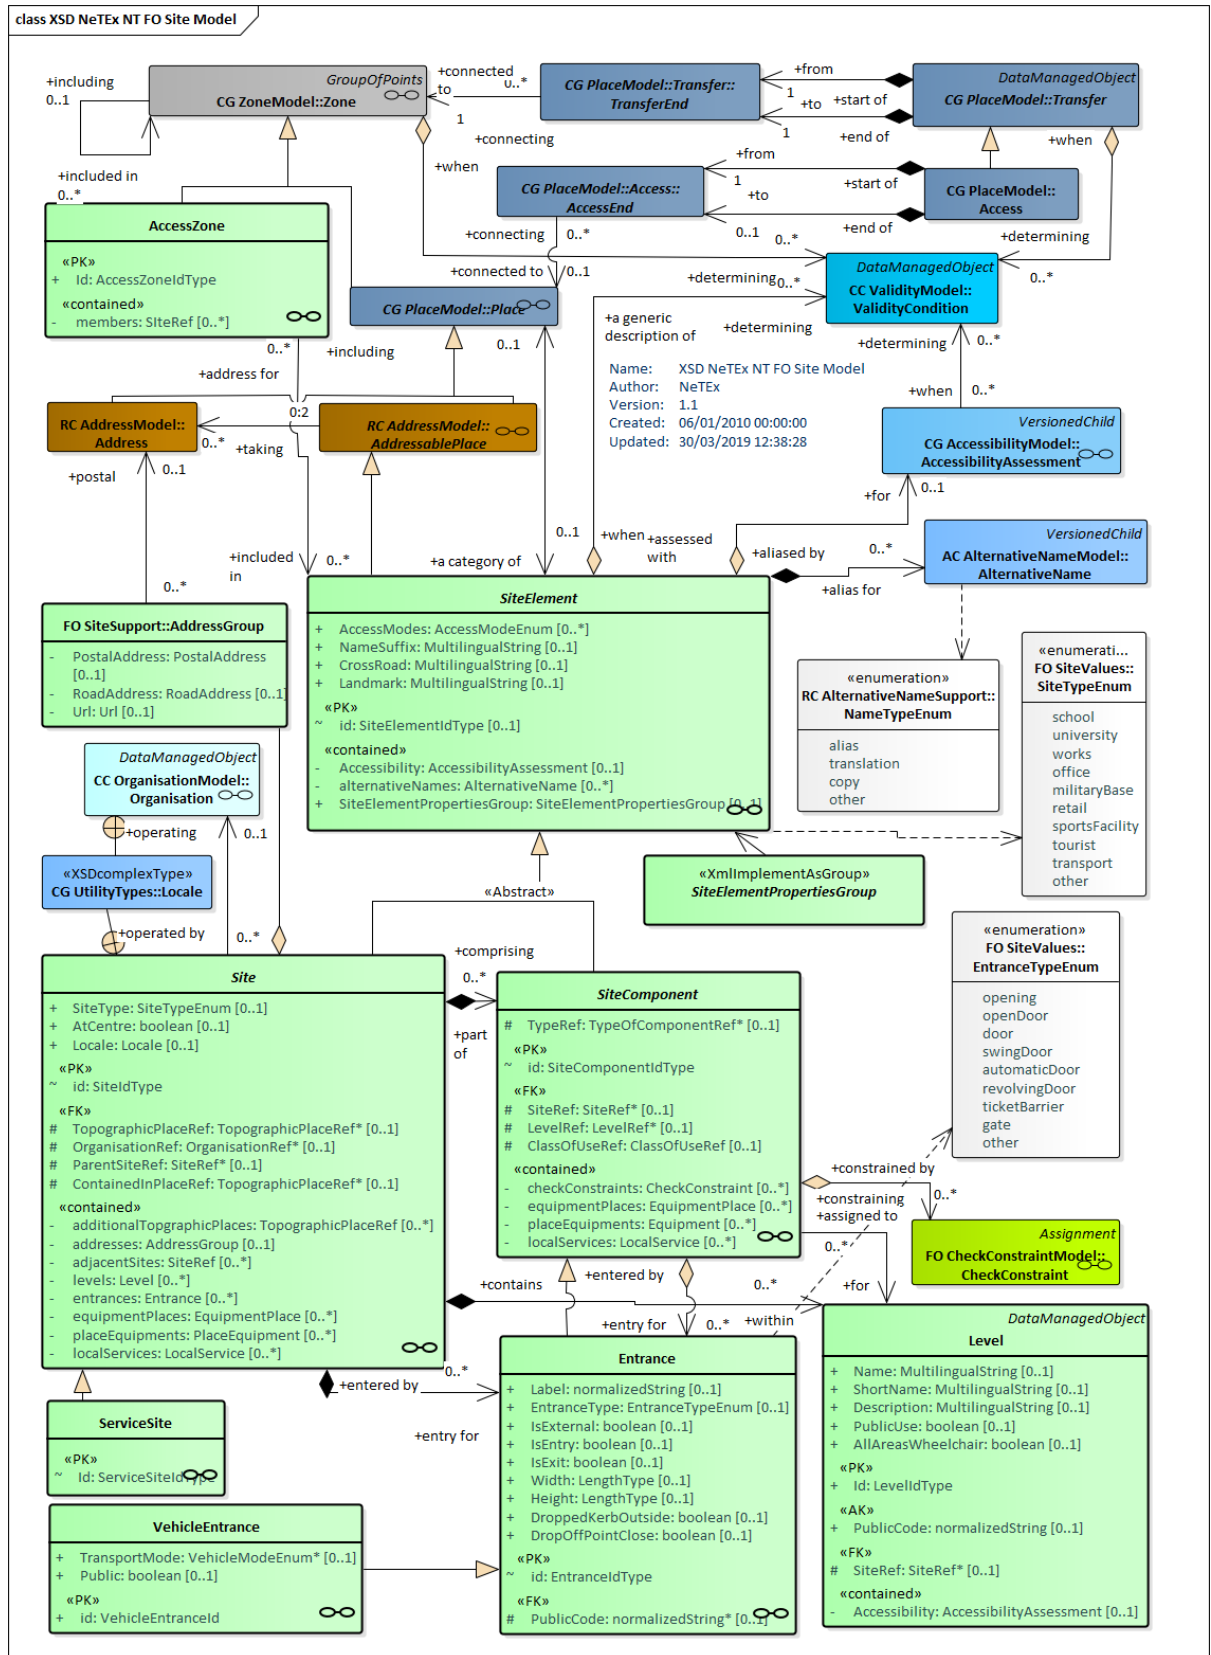 class XSD NeTEx NT FO Site Model
+including
0..1
GroupOfPoints
CG ZoneModel::Zone
+connected
to
0..*
1
+connecting
CG PlaceModel::Transfer::
TransferEnd
+from
1
+to
1
+start of
+end of
DataManagedObject
CG PlaceModel::Transfer
+when
+when
+included in
0..*
CG PlaceModel::Access::
AccessEnd
+from
1
+to
0..1
+start of
+end of
CG PlaceModel::
Access
AccessZone
«PK»
+ Id: AccessZoneIdType
«contained»
- members: SIteRef [0..*]
+connecting
0..*
+connected to
0..1
0..*
+determining
0..*
+determining
0..*
DataManagedObject
CC ValidityModel::
ValidityCondition
CG PlaceModel::Place
+a generic
description of
+determining
+determining
0..*
0..*
+including
0..1
+address for
Name: XSD NeTEx NT FO Site Model
Author: NeTEx
Version: 1.1
Created: 06/01/2010 00:00:00
Updated: 30/03/2019 12:38:28
+when
0..*
RC AddressModel::
Address
0:2
0..*
+taking
RC AddressModel::
AddressablePlace
VersionedChild
CG AccessibilityModel::
AccessibilityAssessment
+postal
0..1
+for
0..1
+included
in
0..*
+a category of
0..1
+when
+assessed
with
+aliased by
0..*
+alias for
VersionedChild
AC AlternativeNameModel::
AlternativeName
0..*
FO SiteSupport::AddressGroup
- PostalAddress: PostalAddress
[0..1]
- RoadAddress: RoadAddress [0..1]
- Url: Url [0..1]
SiteElement
+ AccessModes: AccessModeEnum [0..*]
+ NameSuffix: MultilingualString [0..1]
+ CrossRoad: MultilingualString [0..1]
+ Landmark: MultilingualString [0..1]
«PK»
~ id: SiteElementIdType [0..1]
«contained»
- Accessibility: AccessibilityAssessment [0..1]
- alternativeNames: AlternativeName [0..*]
+ SiteElementPropertiesGroup: SiteElementPropertiesGroup [0..1]
«enumeration»
RC AlternativeNameSupport::
NameTypeEnum
alias
translation
copy
other
«enumerati...
FO SiteValues::
SiteTypeEnum
school
university
works
office
militaryBase
retail
sportsFacility
tourist
transport
other
DataManagedObject
CC OrganisationModel::
Organisation
+operating
0..1
«XSDcomplexType»
CG UtilityTypes::Locale
+operated by
0..*
«Abstract»
«XmlImplementAsGroup»
SiteElementPropertiesGroup
+comprising
0..*
+part
of
Site
+ SiteType: SiteTypeEnum [0..1]
+ AtCentre: boolean [0..1]
+ Locale: Locale [0..1]
«PK»
~ id: SiteIdType
«FK»
# TopographicPlaceRef: TopographicPlaceRef* [0..1]
# OrganisationRef: OrganisationRef* [0..1]
# ParentSiteRef: SiteRef* [0..1]
# ContainedInPlaceRef: TopographicPlaceRef* [0..1]
«contained»
- additionalTopgraphicPlaces: TopographicPlaceRef [0..*]
- addresses: AddressGroup [0..1]
- adjacentSites: SiteRef [0..*]
- levels: Level [0..*]
- entrances: Entrance [0..*]
- equipmentPlaces: EquipmentPlace [0..*]
- placeEquipments: PlaceEquipment [0..*]
- localServices: LocalService [0..*]
SiteComponent
# TypeRef: TypeOfComponentRef* [0..1]
«PK»
~ id: SiteComponentIdType
«FK»
# SiteRef: SiteRef* [0..1]
# LevelRef: LevelRef* [0..1]
# ClassOfUseRef: ClassOfUseRef [0..1]
«contained»
- checkConstraints: CheckConstraint [0..*]
- equipmentPlaces: EquipmentPlace [0..*]
- placeEquipments: Equipment [0..*]
- localServices: LocalService [0..*]
«enumeration»
FO SiteValues::
EntranceTypeEnum
opening
openDoor
door
swingDoor
automaticDoor
revolvingDoor
ticketBarrier
gate
other
+constrained by
+constraining
0..*
+assigned to
0..*
Assignment
FO CheckConstraintModel::
CheckConstraint
+contains
+entered by
0..*
+for
+entry for
0..*
+within
+entered by
0..*
+entry for
Entrance
+ Label: normalizedString [0..1]
+ EntranceType: EntranceTypeEnum [0..1]
+ IsExternal: boolean [0..1]
+ IsEntry: boolean [0..1]
+ IsExit: boolean [0..1]
+ Width: LengthType [0..1]
+ Height: LengthType [0..1]
+ DroppedKerbOutside: boolean [0..1]
+ DropOffPointClose: boolean [0..1]
«PK»
~ id: EntranceIdType
«FK»
# PublicCode: normalizedString* [0..1]
DataManagedObject
Level
+ Name: MultilingualString [0..1]
+ ShortName: MultilingualString [0..1]
+ Description: MultilingualString [0..1]
+ PublicUse: boolean [0..1]
+ AllAreasWheelchair: boolean [0..1]
«PK»
+ Id: LevelIdType
«AK»
+ PublicCode: normalizedString [0..1]
«FK»
# SiteRef: SiteRef* [0..1]
«contained»
- Accessibility: AccessibilityAssessment [0..1]
ServiceSite
«PK»
~ Id: ServiceSiteIdType
VehicleEntrance
+ TransportMode: VehicleModeEnum* [0..1]
+ Public: boolean [0..1]
«PK»
+ id: VehicleEntranceId